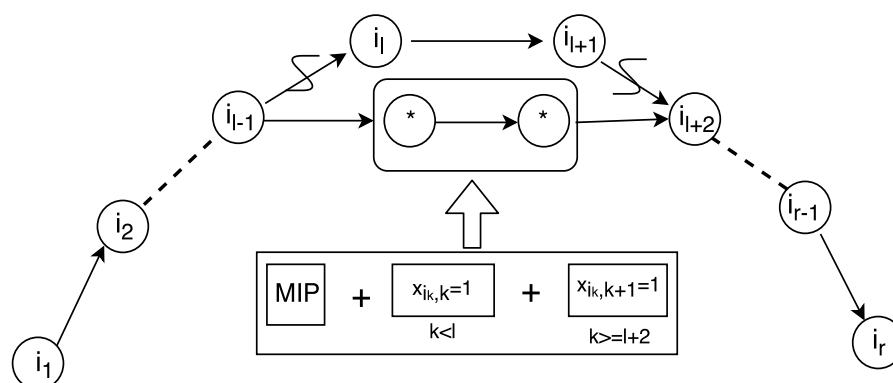 i_l
i_{l+1}
i_{l-1}
*
*
i_{l+2}
i_2
i_{r-1}
MIP + x_{i_k,k}=1 + x_{i_k,k+1}=1
k<l
k>=l+2
i_1
i_r